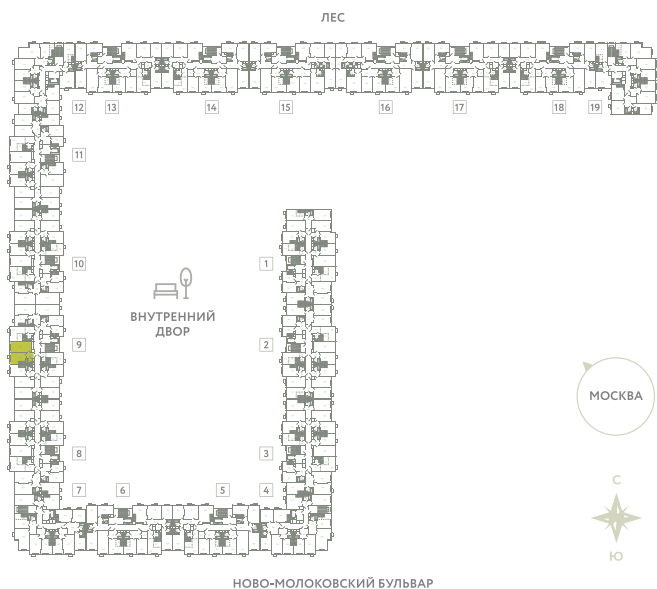 ЛЕС
12 13 14 15 16 17 18 19
11
10 1
ВНУТРЕННИЙ
ДВОР
9 2
МОСКВА
8 3
7 6 5 4
С
Ю
НОВО-МОЛОКОВСКИЙ БУЛЬВАР